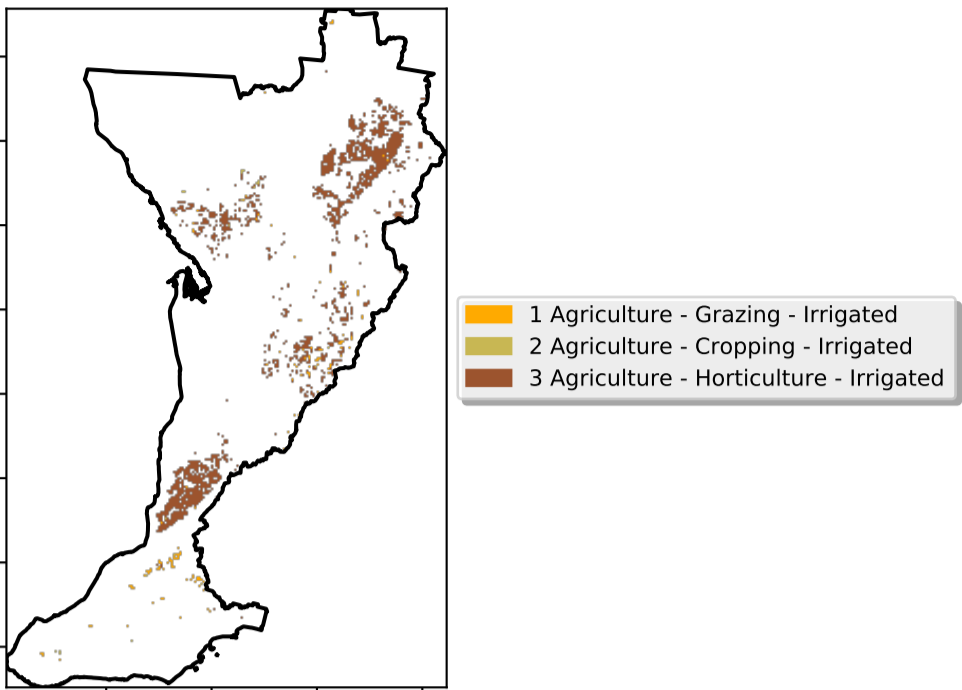 1 Agriculture - Grazing - Irrigated
2 Agriculture - Cropping - Irrigated
3 Agriculture - Horticulture - Irrigated